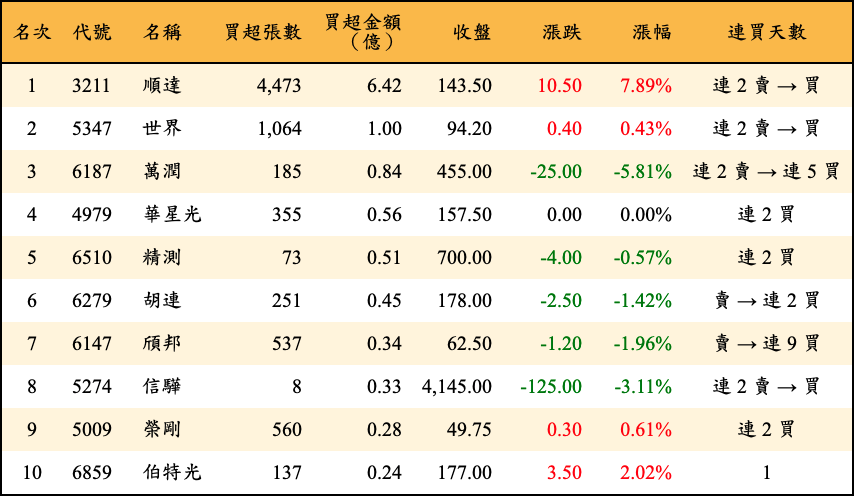 名次 代號 名稱 買超張數 買超金額（億） 收盤 漲跌 漲幅 連買天數
1 3211 順達 4,473 6.42 143.50 10.50 7.89% 連 2 賣 → 買
2 5347 世界 1,064 1.00 94.20 0.40 0.43% 連 2 賣 → 買
3 6187 萬潤 185 0.84 455.00 -25.00 -5.81% 連 2 賣 → 連 5 買
4 4979 華星光 355 0.56 157.50 0.00 0.00% 連 2 買
5 6510 精測 73 0.51 700.00 -4.00 -0.57% 連 2 買
6 6279 胡連 251 0.45 178.00 -2.50 -1.42% 賣 → 連 2 買
7 6147 頎邦 537 0.34 62.50 -1.20 -1.96% 賣 → 連 9 買
8 5274 信驊 8 0.33 4,145.00 -125.00 -3.11% 連 2 賣 → 買
9 5009 榮剛 560 0.28 49.75 0.30 0.61% 連 2 買
10 6859 伯特光 137 0.24 177.00 3.50 2.02% 1